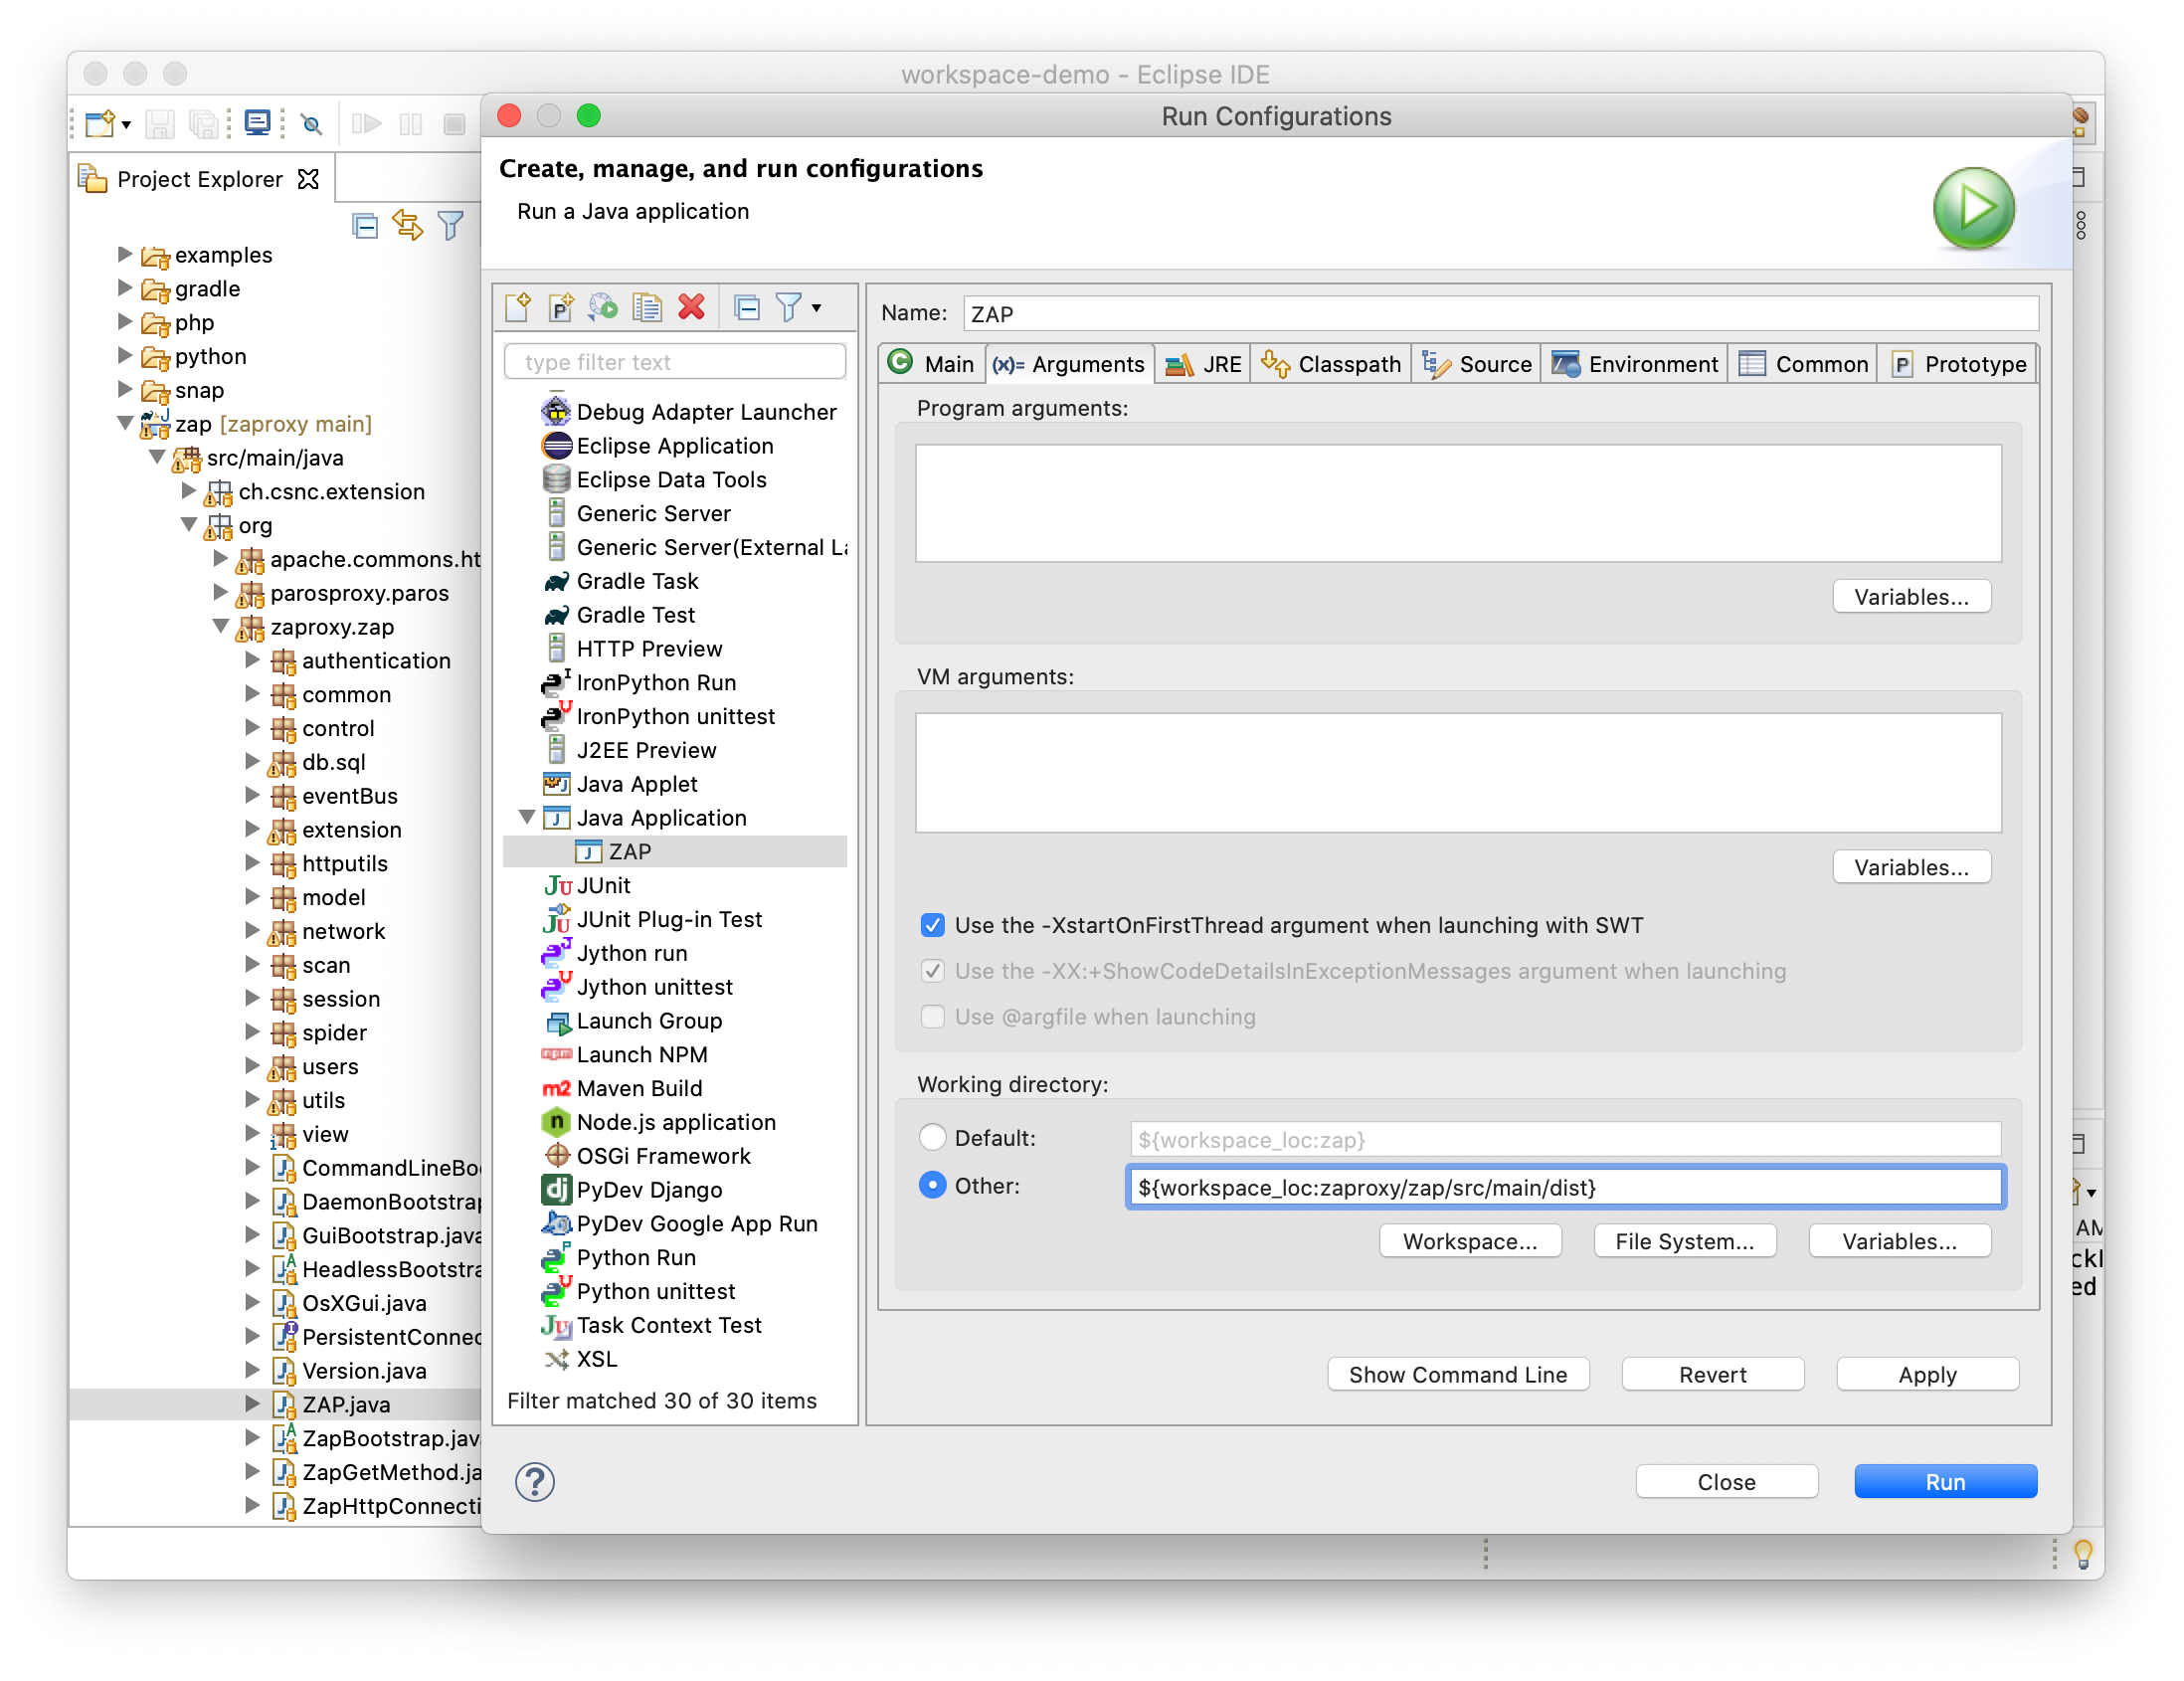 workspace-demo - Eclipse IDE
Project Explorer
examples
gradle
php
python
snap
zap [zaproxy main]
src/main/java
ch.csnc.extension
org
apache.commons.ht
parosproxy.paros
zaproxy.zap
authentication
common
control
db.sql
eventBus
extension
httputils
model
network
scan
session
spider
users
utils
view
CommandLineBo
DaemonBootstrap
GuiBootstrap.java
HeadlessBootstra
OsXGui.java
PersistentConnec
Version.java
ZAP.java
ZapBootstrap.java
ZapGetMethod.ja
ZapHttpConnecti
Run Configurations
Create, manage, and run configurations
Run a Java application
type filter text
Debug Adapter Launcher
Eclipse Application
Eclipse Data Tools
Generic Server
Generic Server(External La
Gradle Task
Gradle Test
HTTP Preview
IronPython Run
IronPython unittest
J2EE Preview
Java Applet
Java Application
ZAP
JUnit
JUnit Plug-in Test
Jython run
Jython unittest
Launch Group
Launch NPM
Maven Build
Node.js application
OSGi Framework
PyDev Django
PyDev Google App Run
Python Run
Python unittest
Task Context Test
XSL
Filter matched 30 of 30 items
Name: ZAP
Main (x)= Arguments JRE Classpath Source Environment Common Prototype
Program arguments:
Variables...
VM arguments:
Variables...
Use the -XstartOnFirstThread argument when launching with SWT
Use the -XX:+ShowCodeDetailsInExceptionMessages argument when launching
Use @argfile when launching
Working directory:
Default: ${workspace_loc:zap}
Other: ${workspace_loc:zaproxy/zap/src/main/dist}
Workspace... File System... Variables...
Show Command Line Revert Apply
Close Run
AM
ckl
ed